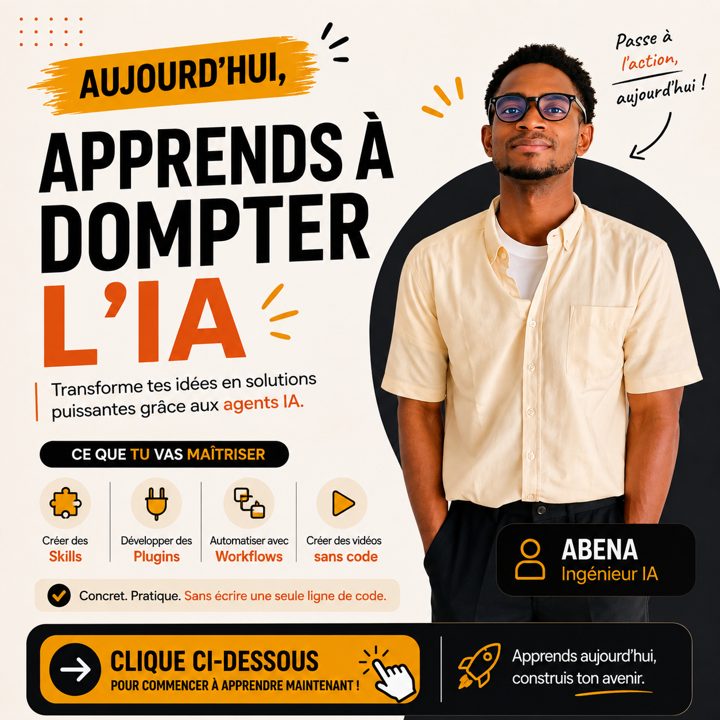 AUJOURD'HUI,
APPRENDS À
DOMPTER
L'IA
Passe à
l'action,
aujourd'hui !
Transforme tes idées en solutions
puissantes grâce aux agents IA.
CE QUE TU VAS MAÎTRISER
Créer des
Skills
Développer des
Plugins
Automatiser avec
Workflows
Créer des vidéos
sans code
Concret. Pratique. Sans écrire une seule ligne de code.
ABENA
Ingénieur IA
CLIQUE CI-DESSOUS
POUR COMMENCER À APPRENDRE MAINTENANT !
Apprends aujourd'hui,
construis ton avenir.